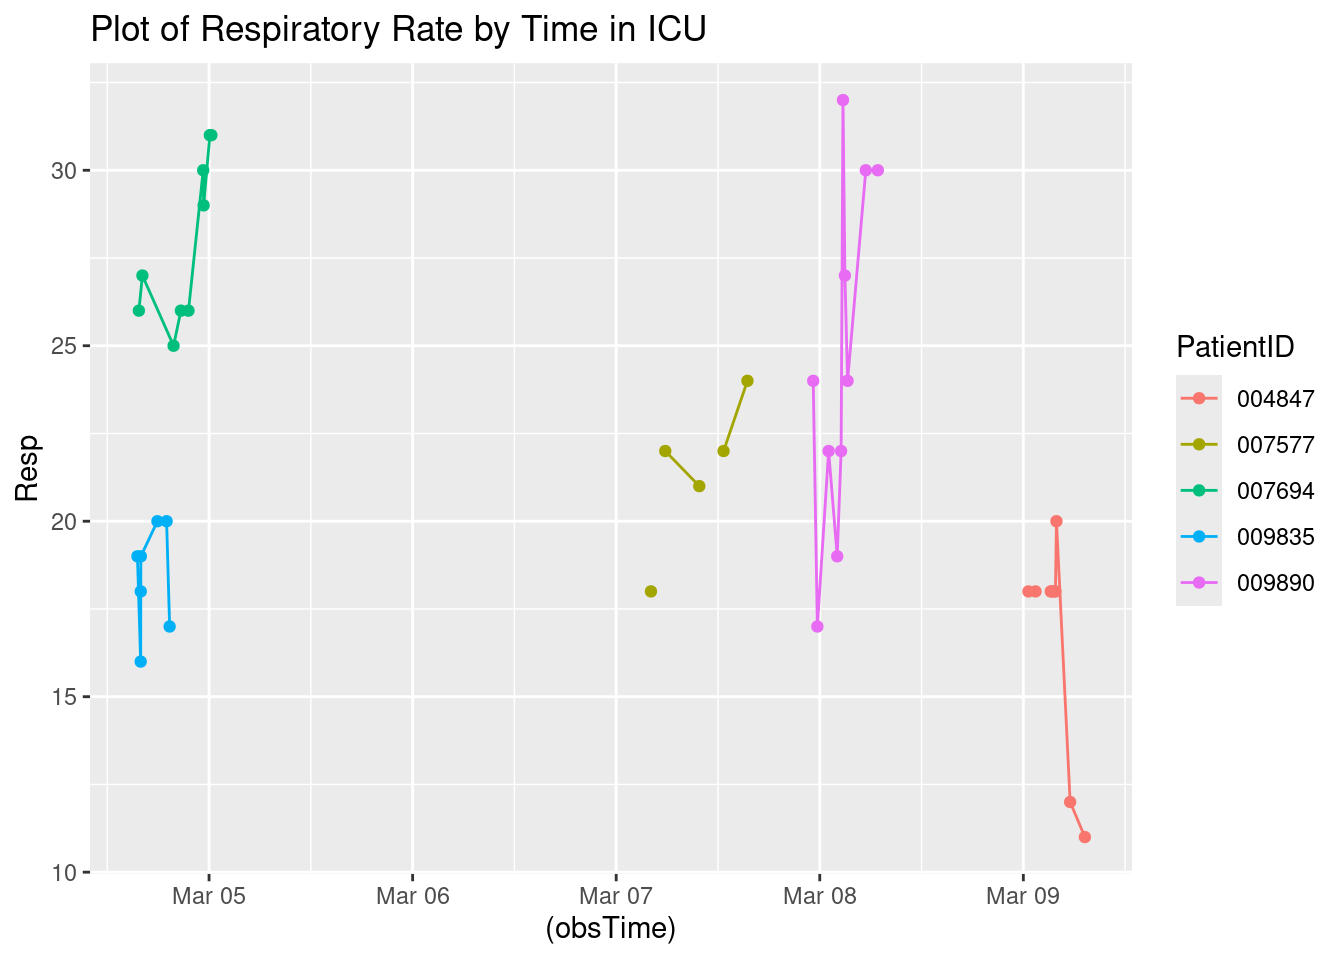 Plot of Respiratory Rate by Time in ICU
Resp
30
25
20
15
10
Mar 05 Mar 06 Mar 07 Mar 08 Mar 09
(obsTime)
PatientID
004847
007577
007694
009835
009890